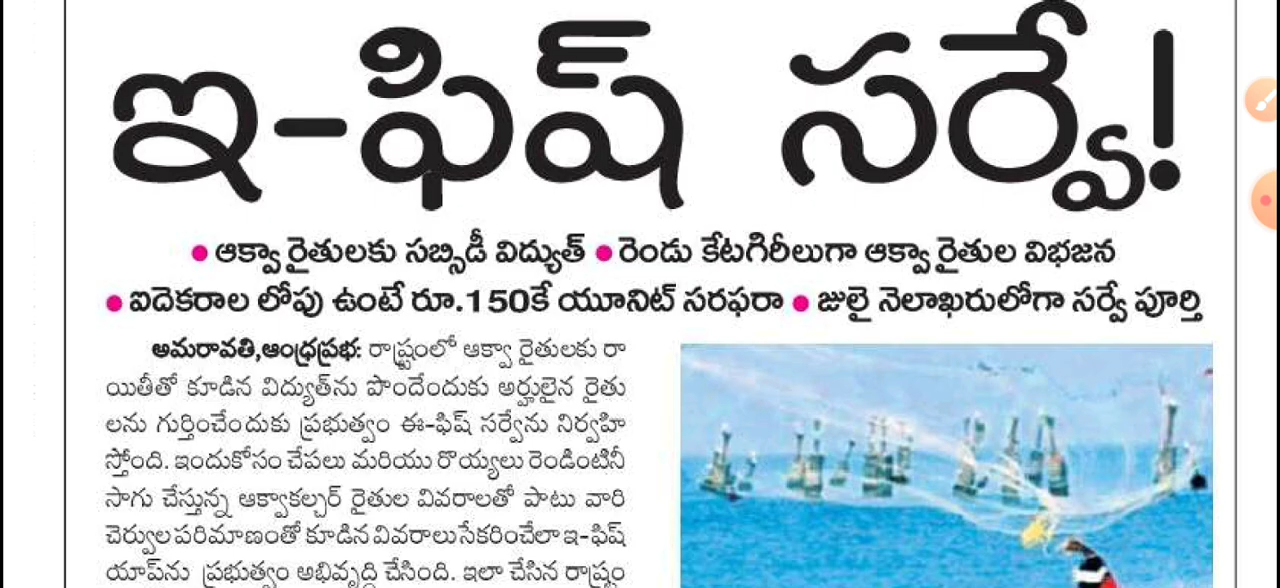 ఇ-ఫిష్ సర్వే!
● ఆక్వా రైతులకు సబ్సిడీ విద్యుత్ ● రెండు కేటగిరీలుగా ఆక్వా రైతుల విభజన
● ఐదెకరాల లోపు ఉంటే రూ.150కే యూనిట్ సరఫరా ● జులై నెలాఖరులోగా సర్వే పూర్తి
అమరావతి,ఆంధ్రప్రభ: రాష్ట్రంలో ఆక్వా రైతులకు రా
యితీతో కూడిన విద్యుత్‌ను పొందేందుకు అర్హులైన రైతు
లను గుర్తించేందుకు ప్రభుత్వం ఈ-ఫిష్ సర్వేను నిర్వహి
స్తోంది. ఇందుకోసం చేపలు మరియు రొయ్యలు రెండింటినీ
సాగు చేస్తున్న ఆక్వాకల్చర్ రైతుల వివరాలతో పాటు వారి
చెర్వుల పరిమాణంతో కూడిన వివరాలు సేకరించేలా ఇ-ఫిష్
యాప్‌ను ప్రభుత్వం అభివృద్ధి చేసింది. ఇలా చేసిన రాష్ట్రం